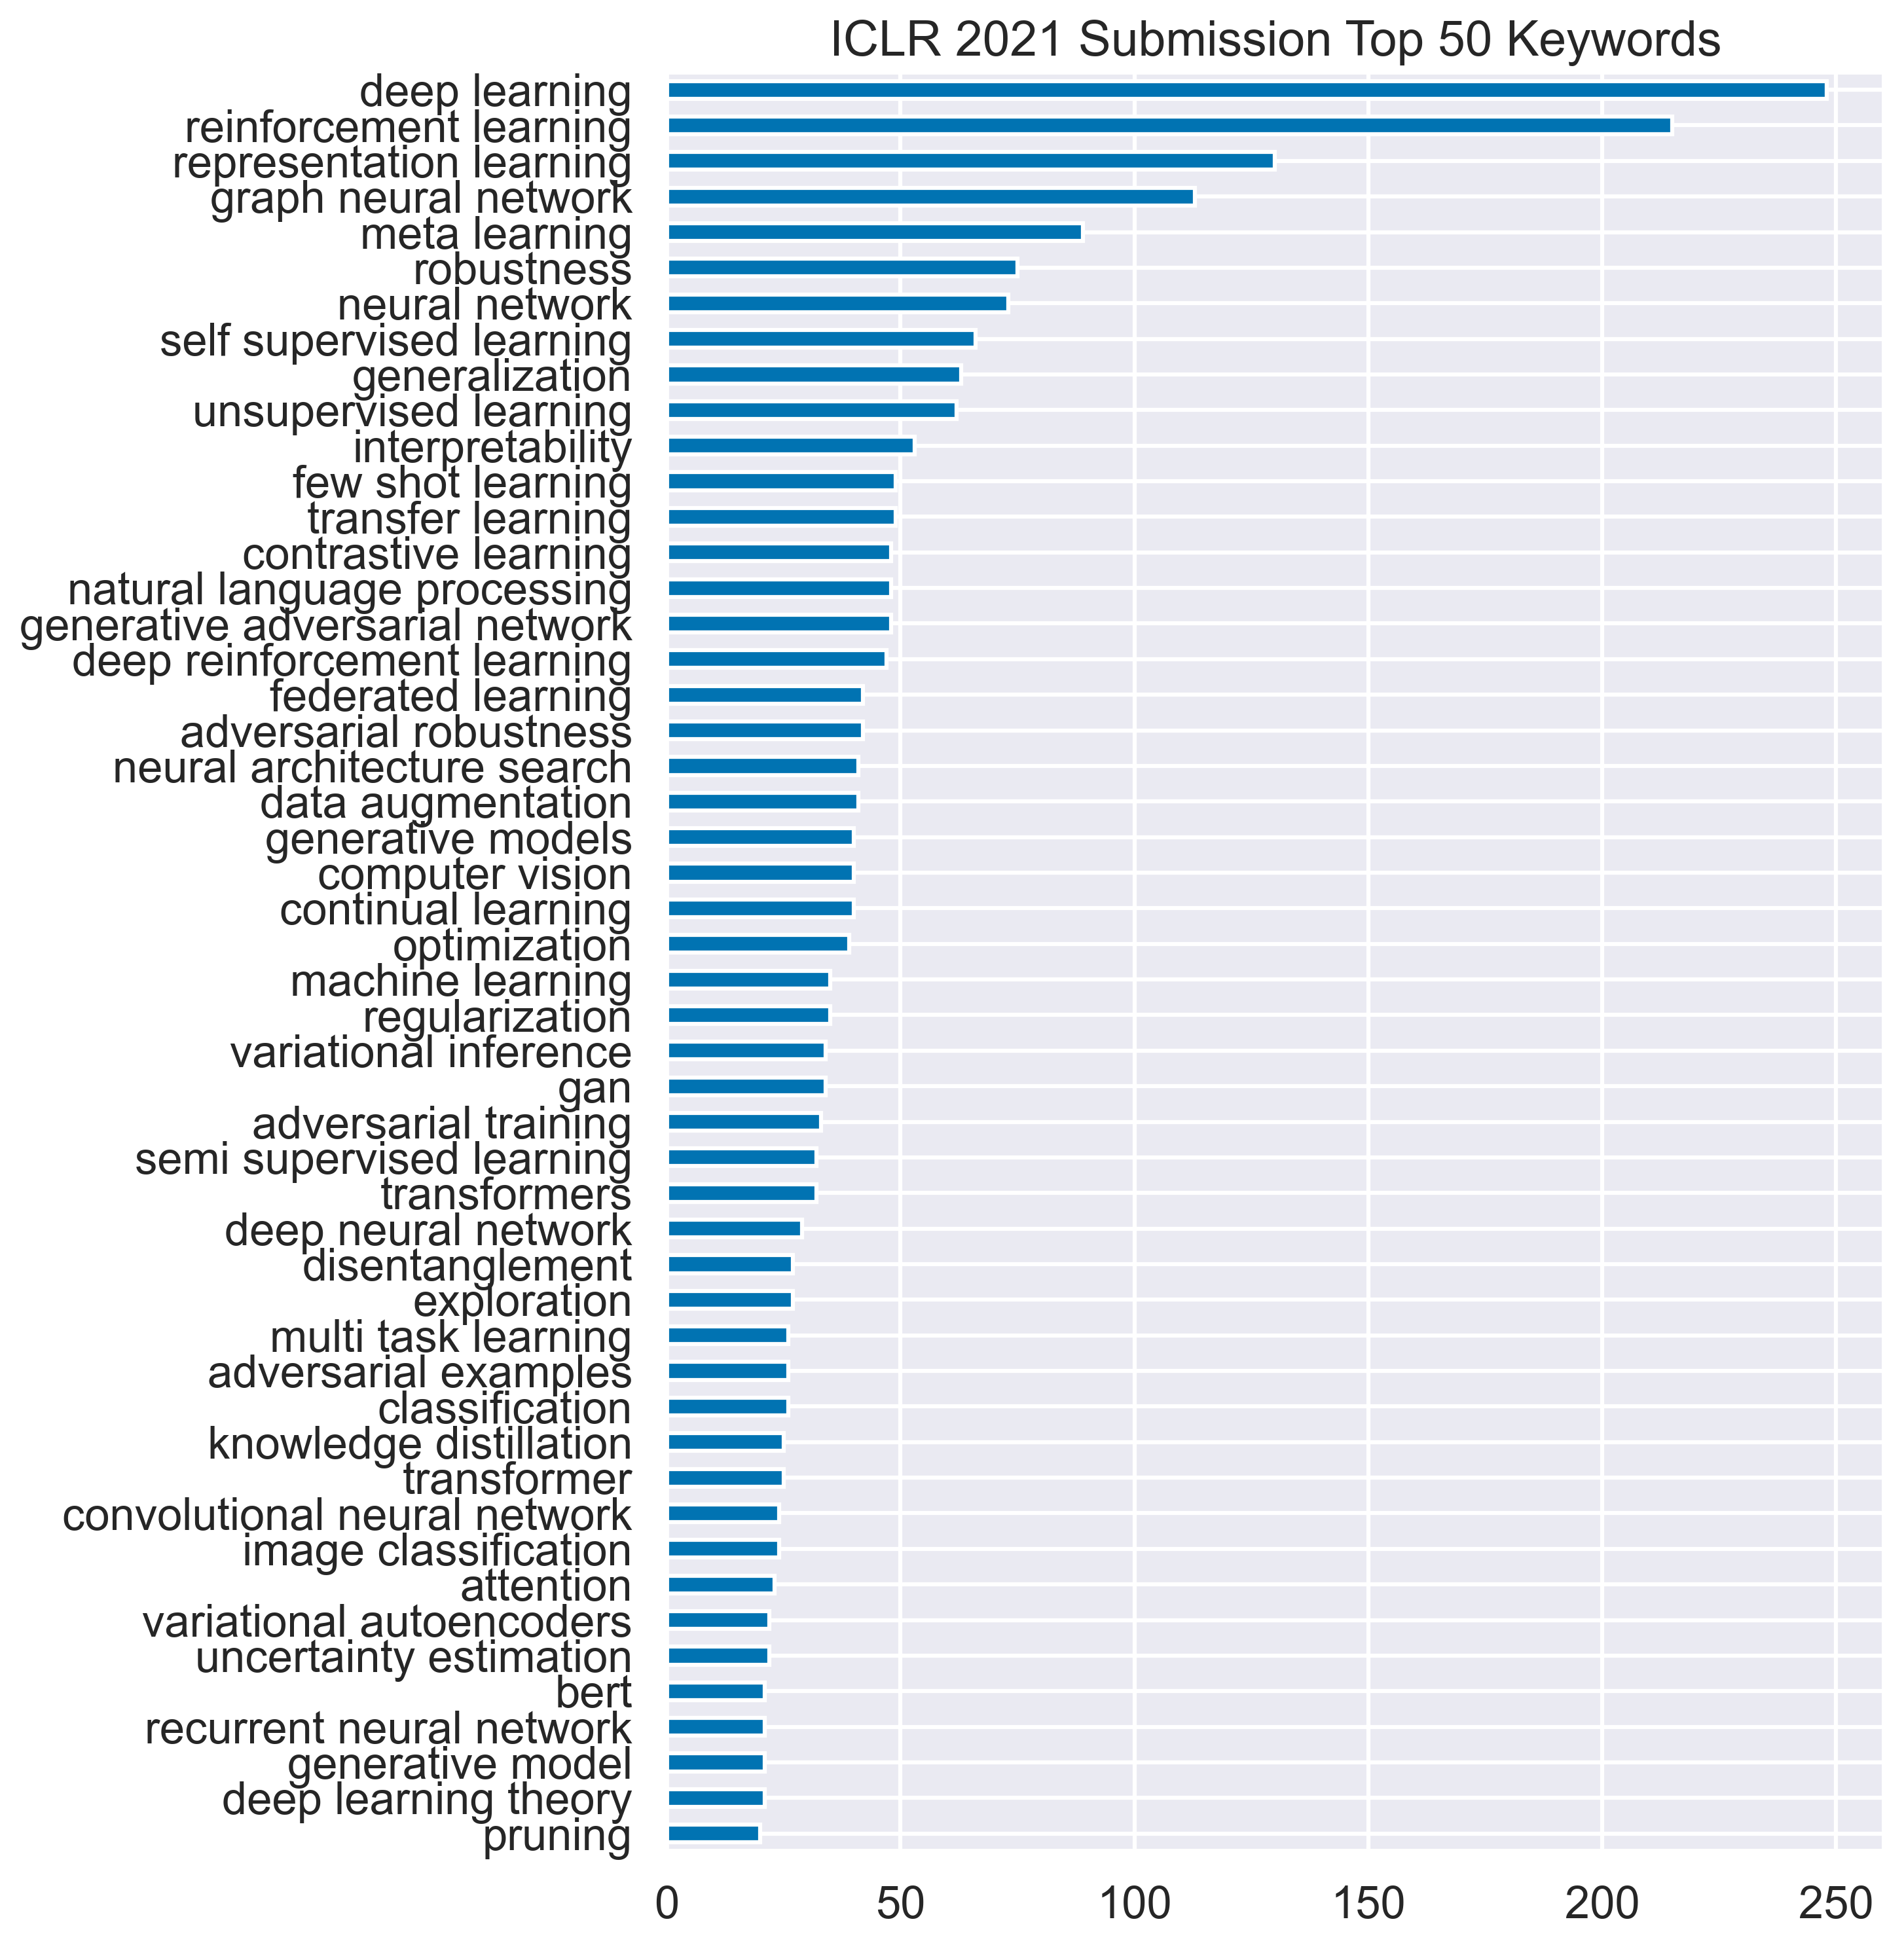 ICLR 2021 Submission Top 50 Keywords
deep learning
reinforcement learning
representation learning
graph neural network
meta learning
robustness
neural network
self supervised learning
generalization
unsupervised learning
interpretability
few shot learning
transfer learning
contrastive learning
natural language processing
generative adversarial network
deep reinforcement learning
federated learning
adversarial robustness
neural architecture search
data augmentation
generative models
computer vision
continual learning
optimization
machine learning
regularization
variational inference
gan
adversarial training
semi supervised learning
transformers
deep neural network
disentanglement
exploration
multi task learning
adversarial examples
classification
knowledge distillation
transformer
convolutional neural network
image classification
attention
variational autoencoders
uncertainty estimation
bert
recurrent neural network
generative model
deep learning theory
pruning
0 50 100 150 200 250